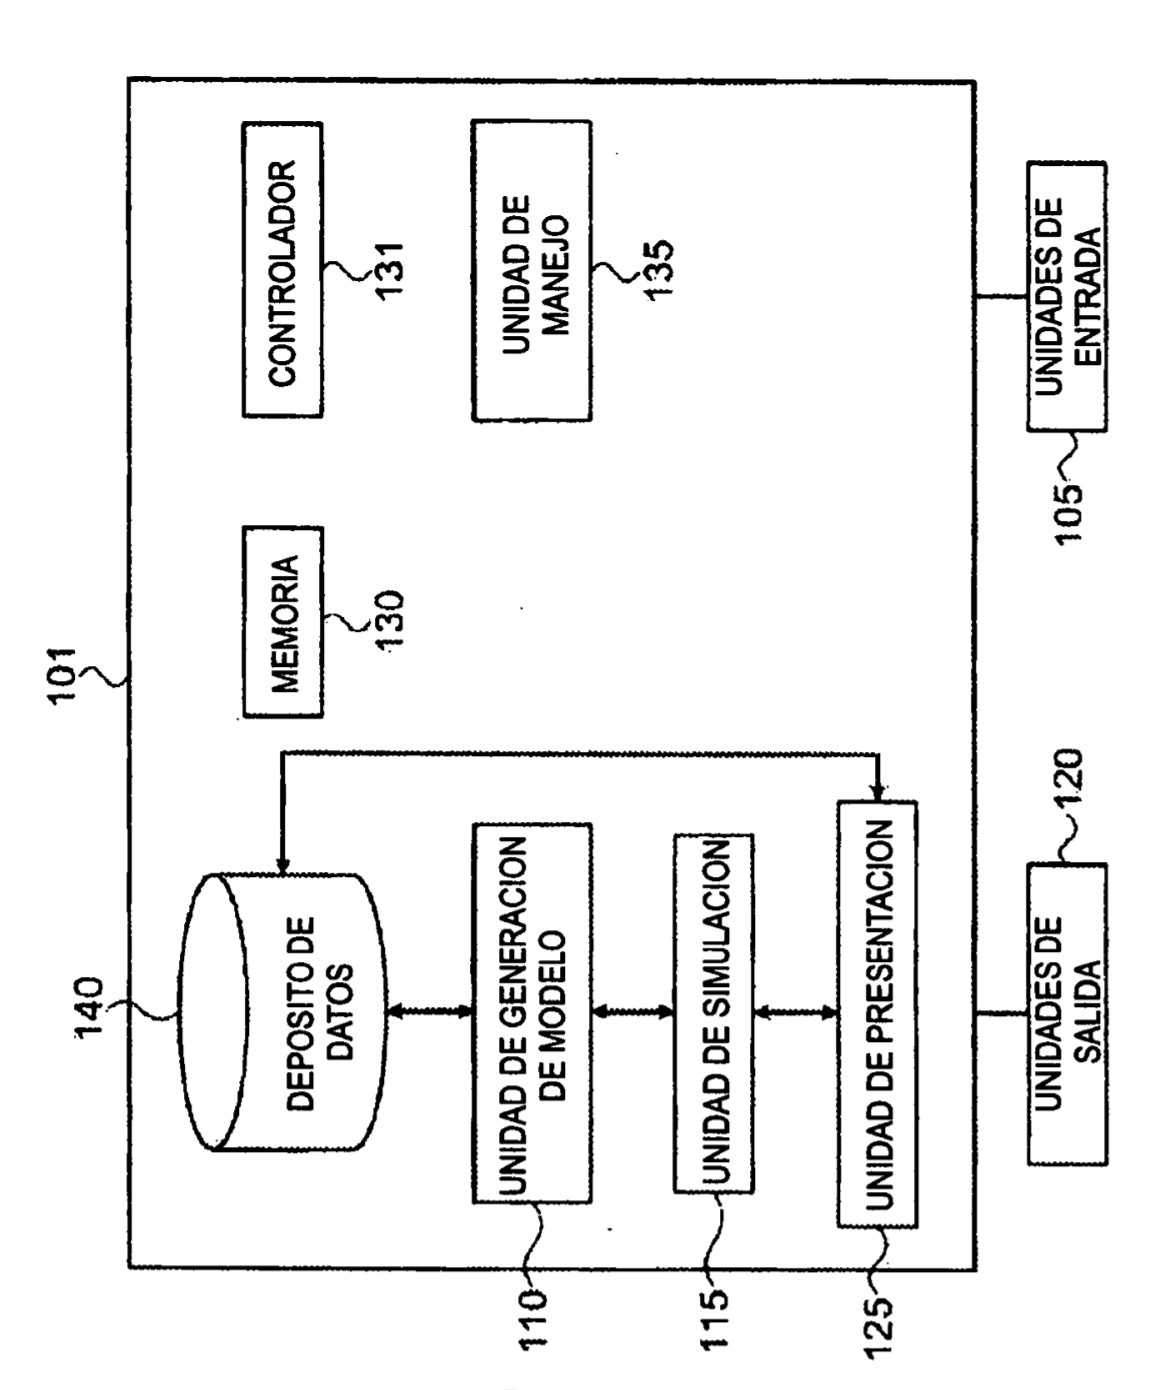 101
140
DEPOSITO DE
DATOS
MEMORIA
130
CONTROLADOR
131
UNIDAD DE GENERACION
DE MODELO
110
UNIDAD DE
MANEJO
135
UNIDAD DE SIMULACION
115
UNIDAD DE PRESENTACION
125
UNIDADES DE
SALIDA
120
UNIDADES DE
ENTRADA
105